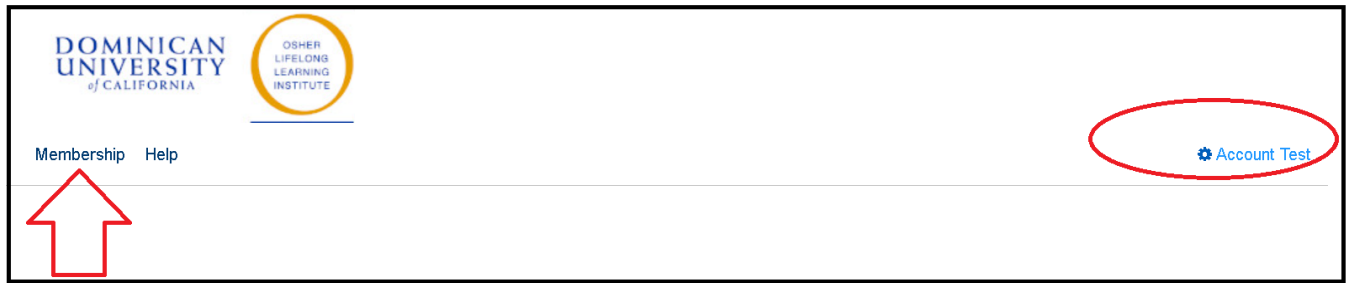 DOMINICAN
UNIVERSITY
of CALIFORNIA
OSHER
LIFELONG
LEARNING
INSTITUTE
Membership Help
Account Test